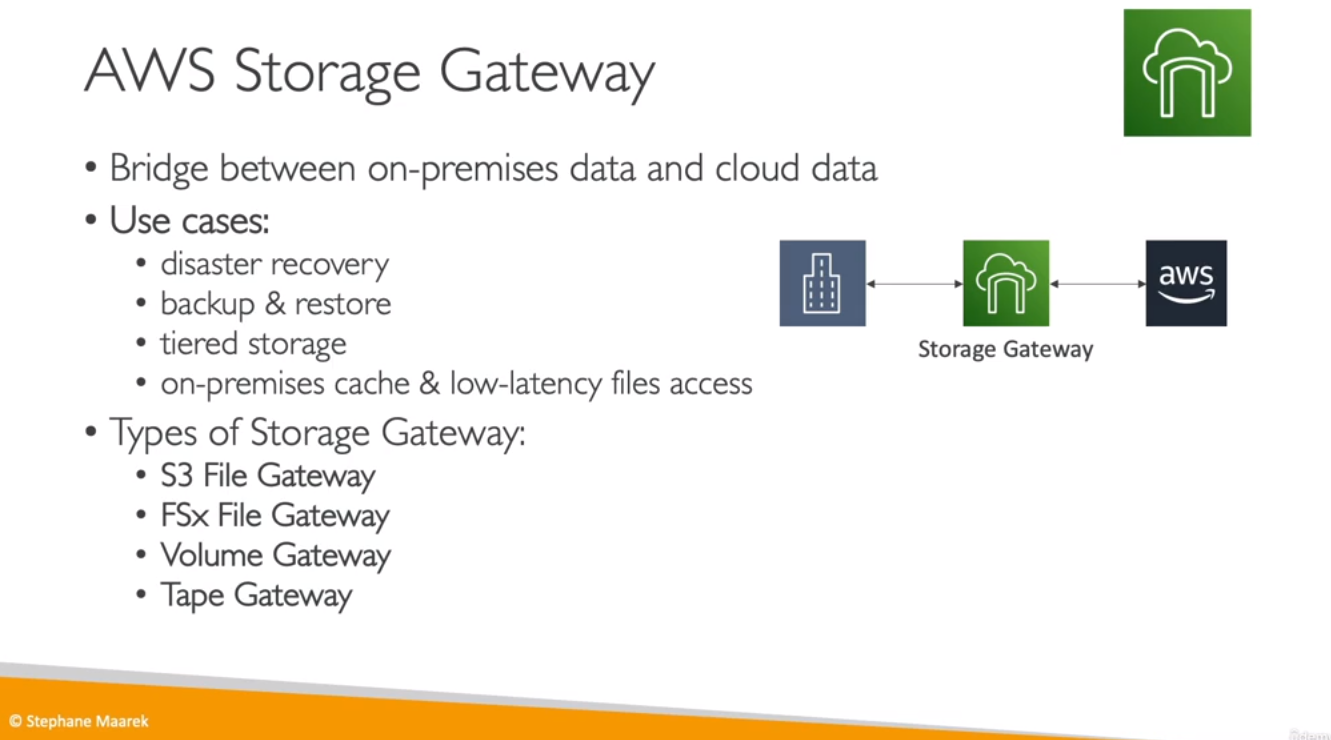 AWS Storage Gateway
• Bridge between on-premises data and cloud data
• Use cases:
• disaster recovery
• backup & restore
• tiered storage
• on-premises cache & low-latency files access
aws
Storage Gateway
• Types of Storage Gateway:
• S3 File Gateway
• FSx File Gateway
• Volume Gateway
• Tape Gateway
© Stephane Maarek